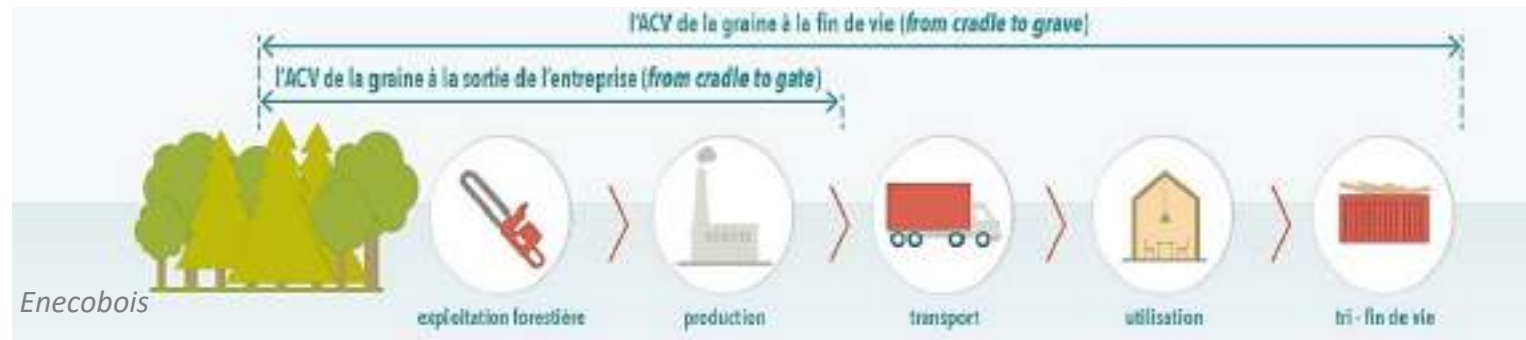 l'ACV de la graine à la fin de vie (from cradle to grave)
l'ACV de la graine à la sortie de l'entreprise (from cradle to gate)
Enecobois
exploitation forestière
production
transport
utilisation
tri - fin de vie